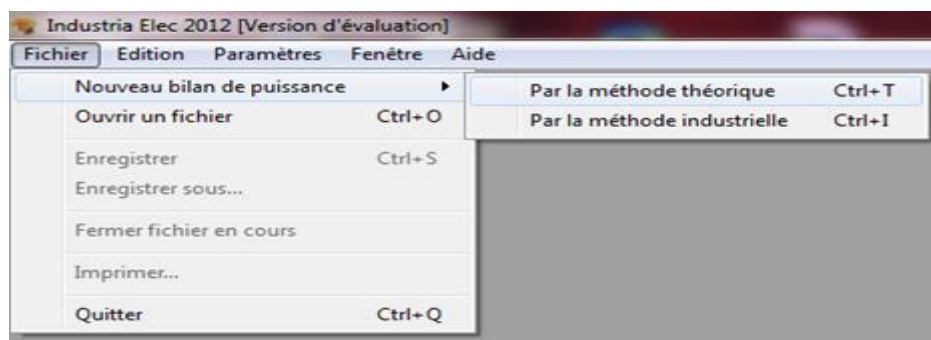 Industria Elec 2012 [Version d'évaluation]
Fichier Edition Paramètres Fenêtre Aide
Nouveau bilan de puissance
Par la méthode théorique Ctrl+T
Ouvrir un fichier Ctrl+O
Par la méthode industrielle Ctrl+I
Enregistrer Ctrl+S
Enregistrer sous...
Fermer fichier en cours
Imprimer...
Quitter Ctrl+Q